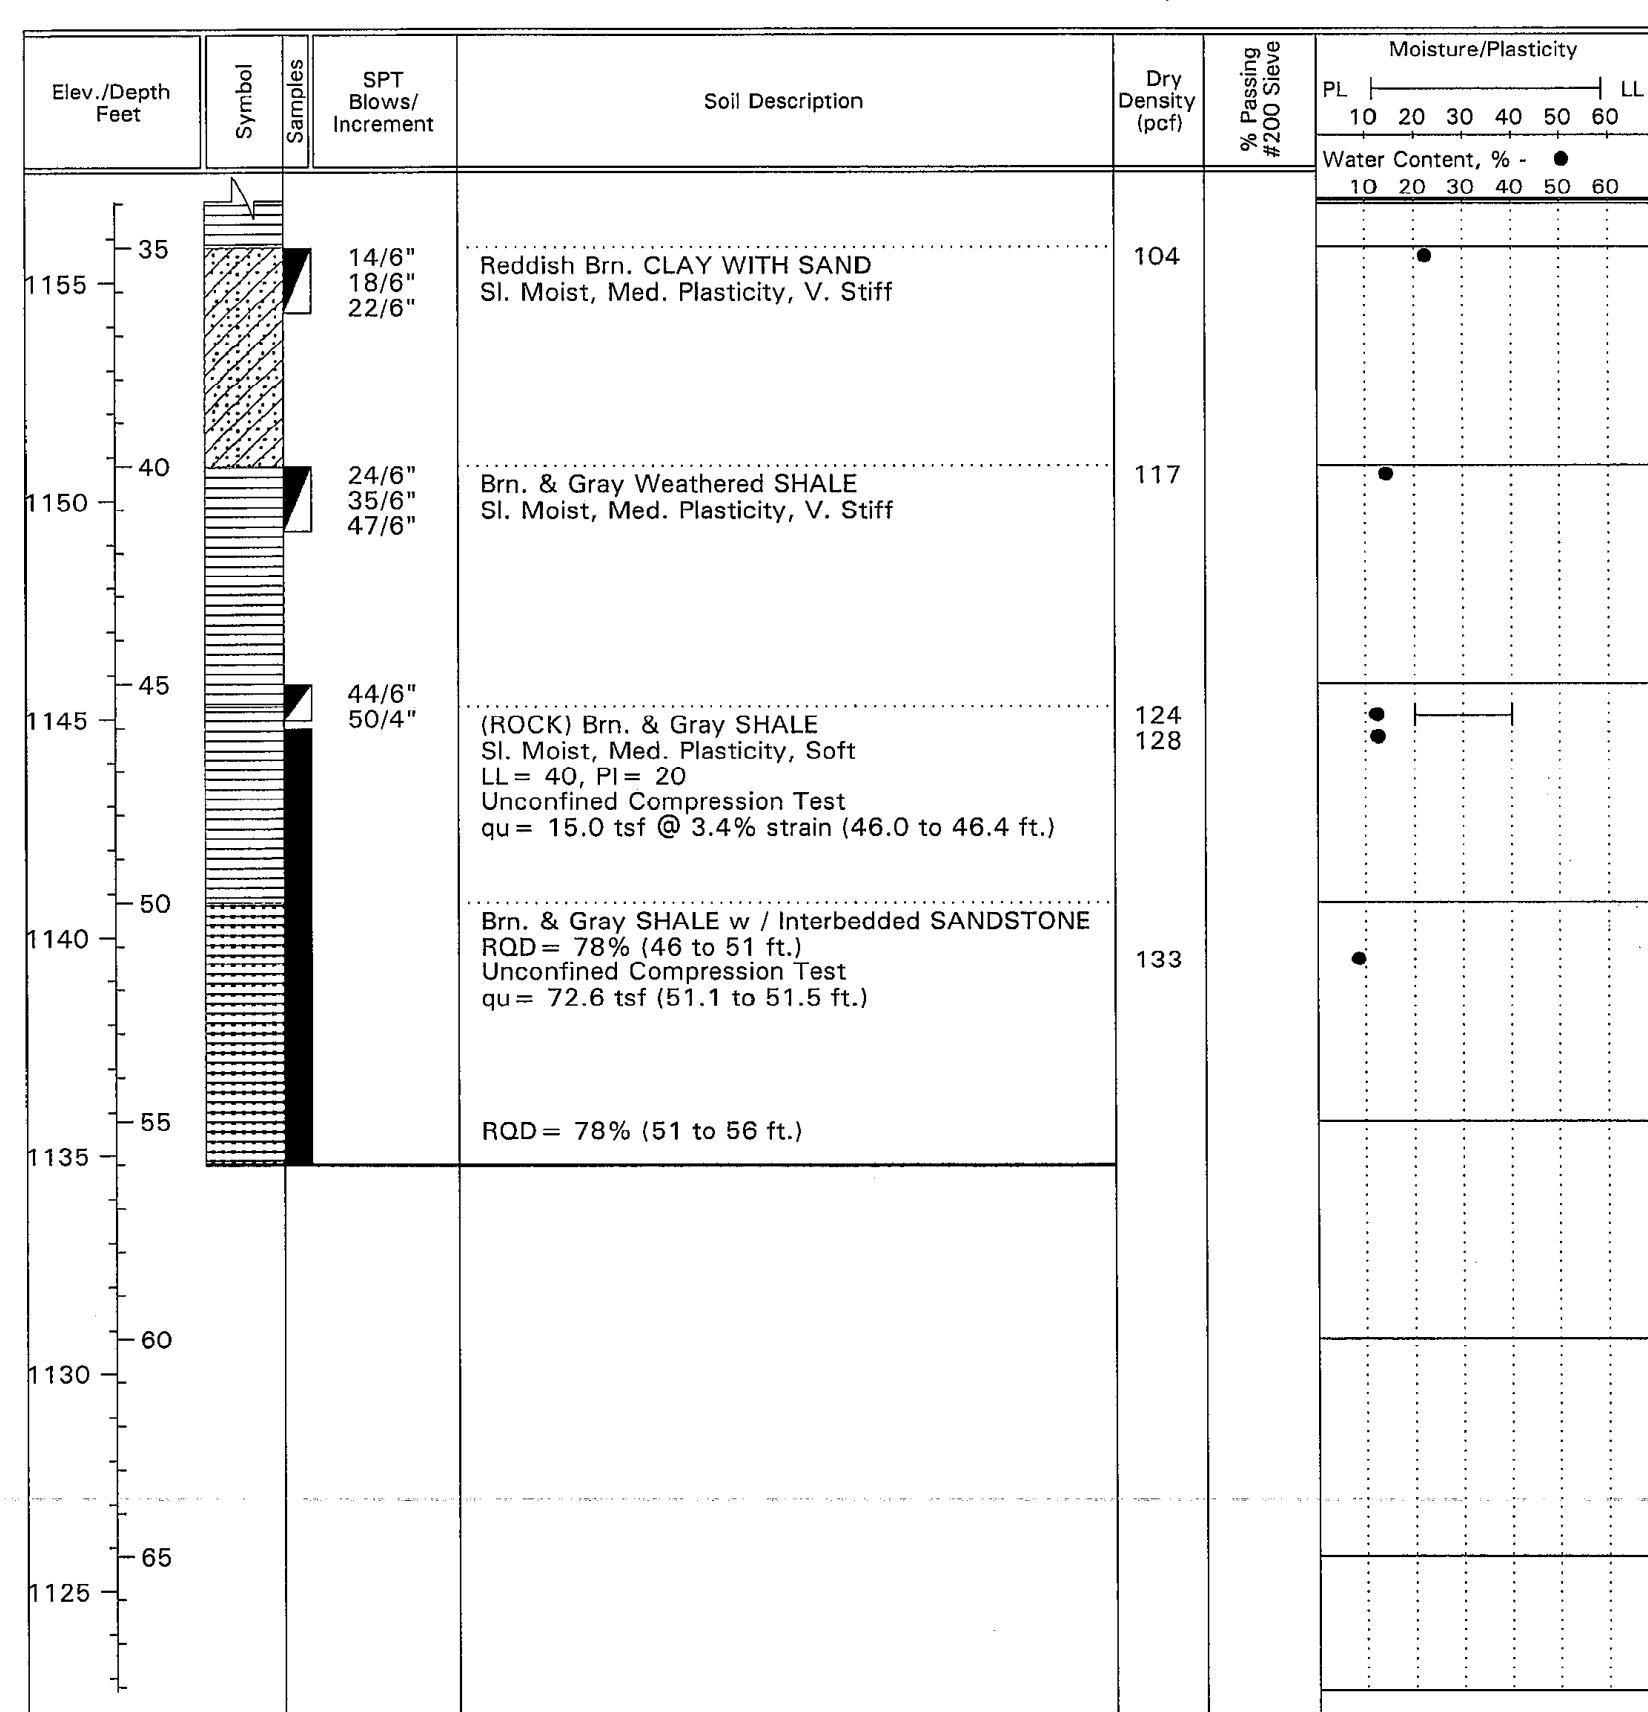 Elev./Depth
Feet
Symbol
Samples
SPT
Blows/
Increment
Soil Description
Dry
Density
(pcf)
% Passing
#200 Sieve
Moisture/Plasticity
PL LL
10 20 30 40 50 60
Water Content, % - ●
10 20 30 40 50 60
35
1155
14/6"
18/6"
22/6"
Reddish Brn. CLAY WITH SAND
Sl. Moist, Med. Plasticity, V. Stiff
104
40
1150
24/6"
35/6"
47/6"
Brn. & Gray Weathered SHALE
Sl. Moist, Med. Plasticity, V. Stiff
117
45
1145
44/6"
50/4"
(ROCK) Brn. & Gray SHALE
Sl. Moist, Med. Plasticity, Soft
LL= 40, PI= 20
Unconfined Compression Test
qu= 15.0 tsf @ 3.4% strain (46.0 to 46.4 ft.)
124
128
50
1140
Brn. & Gray SHALE w / Interbedded SANDSTONE
RQD= 78% (46 to 51 ft.)
Unconfined Compression Test
qu= 72.6 tsf (51.1 to 51.5 ft.)
133
55
1135
RQD= 78% (51 to 56 ft.)
60
1130
65
1125